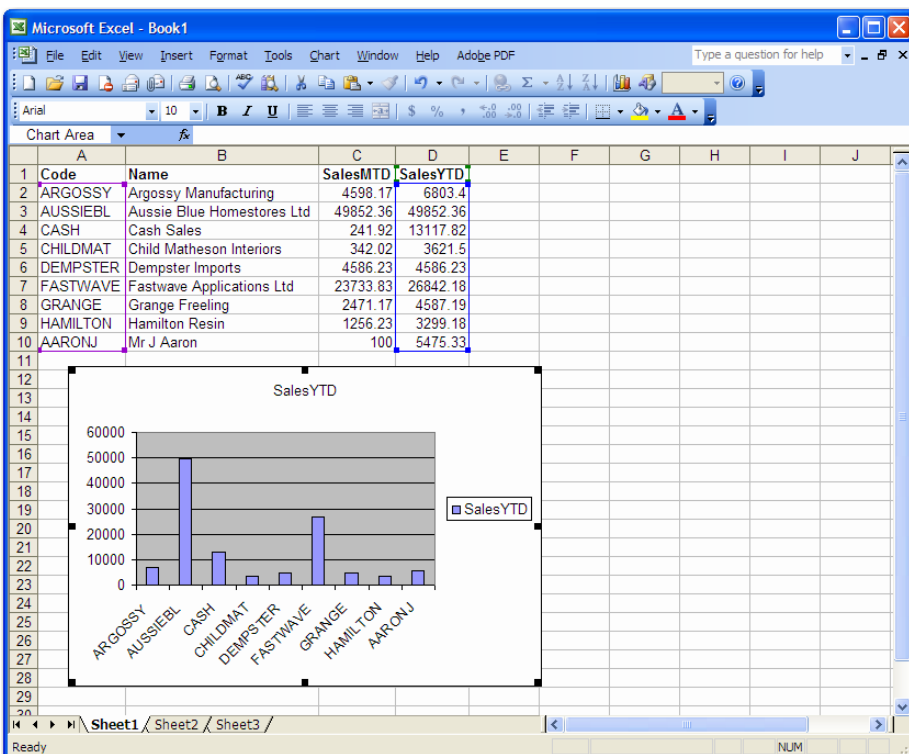 Microsoft Excel - Book1
File Edit View Insert Format Tools Chart Window Help Adobe PDF Type a question for help
ABC Σ
Arial 10 B I U $ % , A
Chart Area fx
A B C D E F G H I J
1 Code Name SalesMTD SalesYTD
2 ARGOSSY Argossy Manufacturing 4598.17 6803.4
3 AUSSIEBL Aussie Blue Homestores Ltd 49852.36 49852.36
4 CASH Cash Sales 241.92 13117.82
5 CHILDMAT Child Matheson Interiors 342.02 3621.5
6 DEMPSTER Dempster Imports 4586.23 4586.23
7 FASTWAVE Fastwave Applications Ltd 23733.83 26842.18
8 GRANGE Grange Freeling 2471.17 4587.19
9 HAMILTON Hamilton Resin 1256.23 3299.18
10 AARONJ Mr J Aaron 100 5475.33
11
12
13
14
15
16
17
18
19
20
21
22
23
24
25
26
27
28
29
30
SalesYTD
60000
50000
40000
30000
20000
10000
0
SalesYTD
ARGOSSY AUSSIEBL CASH CHILDMAT DEMPSTER FASTWAVE GRANGE HAMILTON AARONJ
Sheet1 Sheet2 Sheet3
Ready NUM